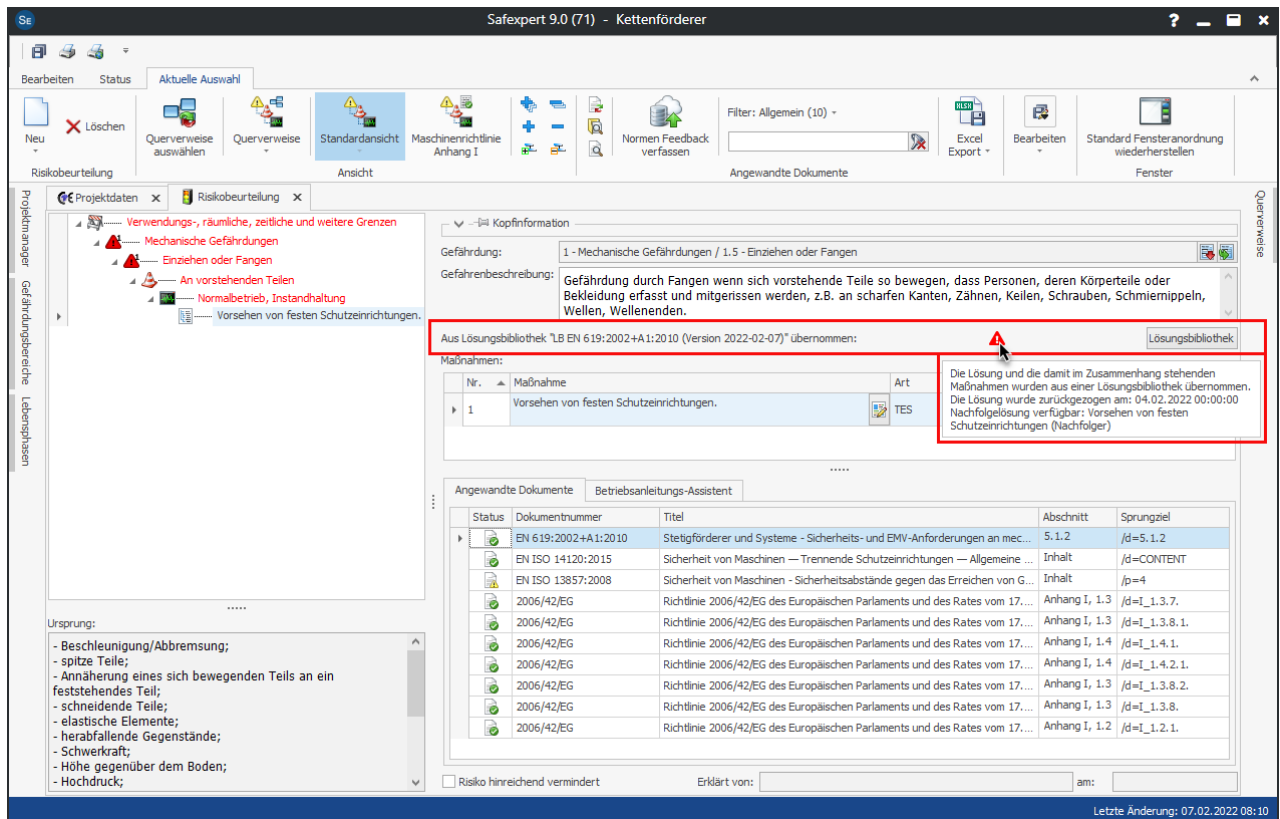 SE Safexpert 9.0 (71) - Kettenförderer
Bearbeiten Status Aktuelle Auswahl
Neu
Löschen
Querverweise auswählen
Querverweise
Standardansicht
Maschinenrichtlinie Anhang I
Normen Feedback verfassen
Filter: Allgemein (10)
XLSX
Excel Export
Bearbeiten
Standard Fensteranordnung wiederherstellen
Risikobeurteilung Ansicht Angewandte Dokumente Fenster
Projektmanager
Gefährdungsbereiche
Lebensphasen
Projektdaten x Risikobeurteilung x
Querverweise
Verwendungs-, räumliche, zeitliche und weitere Grenzen
Mechanische Gefährdungen
Einziehen oder Fangen
An vorstehenden Teilen
Normalbetrieb, Instandhaltung
Vorsehen von festen Schutzeinrichtungen.
Ursprung:
- Beschleunigung/Abbremsung;
- spitze Teile;
- Annäherung eines sich bewegenden Teils an ein
feststehendes Teil;
- schneidende Teile;
- elastische Elemente;
- herabfallende Gegenstände;
- Schwerkraft;
- Höhe gegenüber dem Boden;
- Hochdruck;
Kopfinformation
Gefährdung: 1 - Mechanische Gefährdungen / 1.5 - Einziehen oder Fangen
Gefahrenbeschreibung: Gefährdung durch Fangen wenn sich vorstehende Teile so bewegen, dass Personen, deren Körperteile oder
Bekleidung erfasst und mitgerissen werden, z.B. an scharfen Kanten, Zähnen, Keilen, Schrauben, Schmiernippeln,
Wellen, Wellenenden.
Aus Lösungsbibliothek "LB EN 619:2002+A1:2010 (Version 2022-02-07)" übernommen: Lösungsbibliothek
Maßnahmen:
Nr. Maßnahme Art
1 Vorsehen von festen Schutzeinrichtungen. TES
Die Lösung und die damit im Zusammenhang stehenden
Maßnahmen wurden aus einer Lösungsbibliothek übernommen.
Die Lösung wurde zurückgezogen am: 04.02.2022 00:00:00
Nachfolgelösung verfügbar: Vorsehen von festen
Schutzeinrichtungen (Nachfolger)
Angewandte Dokumente Betriebsanleitungs-Assistent
Status Dokumentnummer Titel Abschnitt Sprungziel
EN 619:2002+A1:2010 Stetigförderer und Systeme - Sicherheits- und EMV-Anforderungen an mec... 5.1.2 /d=5.1.2
EN ISO 14120:2015 Sicherheit von Maschinen — Trennende Schutzeinrichtungen — Allgemeine ... Inhalt /d=CONTENT
EN ISO 13857:2008 Sicherheit von Maschinen - Sicherheitsabstände gegen das Erreichen von G... Inhalt /p=4
2006/42/EG Richtlinie 2006/42/EG des Europäischen Parlaments und des Rates vom 17.... Anhang I, 1.3 /d=I_1.3.7.
2006/42/EG Richtlinie 2006/42/EG des Europäischen Parlaments und des Rates vom 17.... Anhang I, 1.3 /d=I_1.3.8.1.
2006/42/EG Richtlinie 2006/42/EG des Europäischen Parlaments und des Rates vom 17.... Anhang I, 1.4 /d=I_1.4.1.
2006/42/EG Richtlinie 2006/42/EG des Europäischen Parlaments und des Rates vom 17.... Anhang I, 1.4 /d=I_1.4.2.1.
2006/42/EG Richtlinie 2006/42/EG des Europäischen Parlaments und des Rates vom 17.... Anhang I, 1.3 /d=I_1.3.8.2.
2006/42/EG Richtlinie 2006/42/EG des Europäischen Parlaments und des Rates vom 17.... Anhang I, 1.3 /d=I_1.3.8.
2006/42/EG Richtlinie 2006/42/EG des Europäischen Parlaments und des Rates vom 17.... Anhang I, 1.2 /d=I_1.2.1.
Risiko hinreichend vermindert Erklärt von: am:
Letzte Änderung: 07.02.2022 08:10